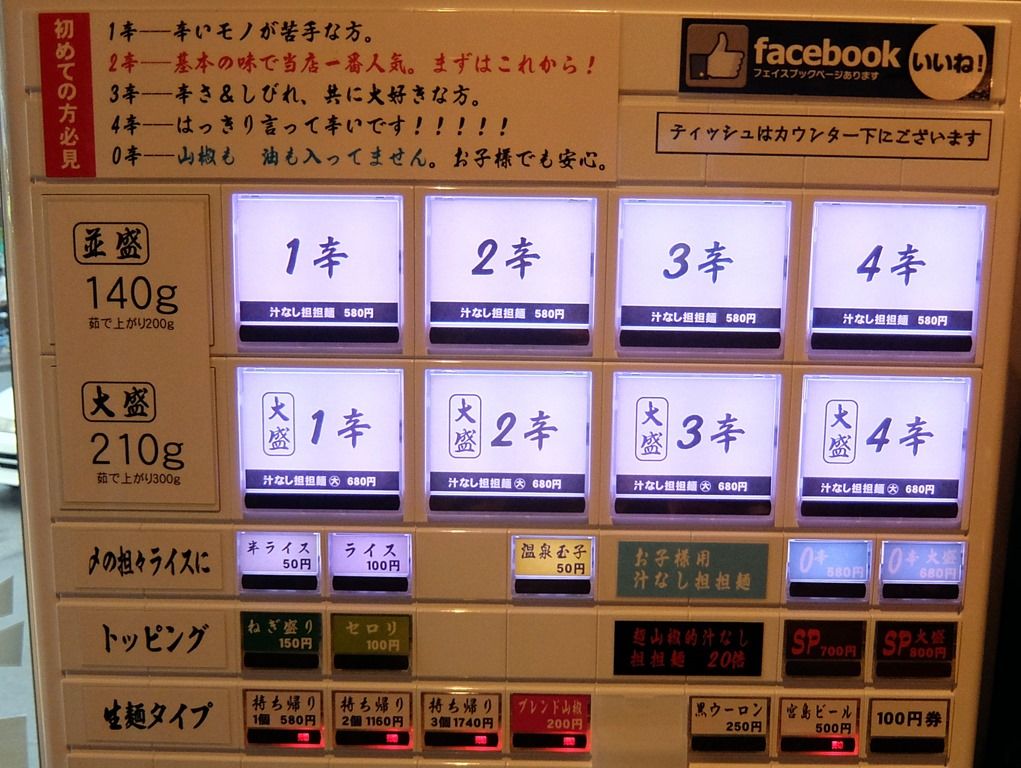 初めての方必見
1辛──辛いモノが苦手な方。
2辛──基本の味で当店一番人気。まずはこれから！
3辛──辛さ＆しびれ、共に大好きな方。
4辛──はっきり言って辛いです！！！！！
0辛──山椒も　油も入ってません。お子様でも安心。
facebook
フェイスブックページあります
いいね！
ティッシュはカウンター下にございます
並盛
140g
茹で上がり200g
1辛
汁なし担担麺 580円
2辛
汁なし担担麺 580円
3辛
汁なし担担麺 580円
4辛
汁なし担担麺 580円
大盛
210g
茹で上がり300g
大盛 1辛
汁なし担担麺 大 680円
大盛 2辛
汁なし担担麺 大 680円
大盛 3辛
汁なし担担麺 大 680円
大盛 4辛
汁なし担担麺 大 680円
〆の担々ライスに
半ライス
50円
ライス
100円
温泉玉子
50円
お子様用
汁なし担担麺
0辛
580円
0辛 大盛
680円
トッピング
ねぎ盛り
150円
セロリ
100円
超山椒的汁なし
担担麺 20倍
SP 700円
SP 大盛
800円
生麺タイプ
持ち帰り
1個 580円
持ち帰り
2個 1160円
持ち帰り
3個 1740円
ブレンド山椒
200円
黒ウーロン
250円
宮島ビール
500円
100円券